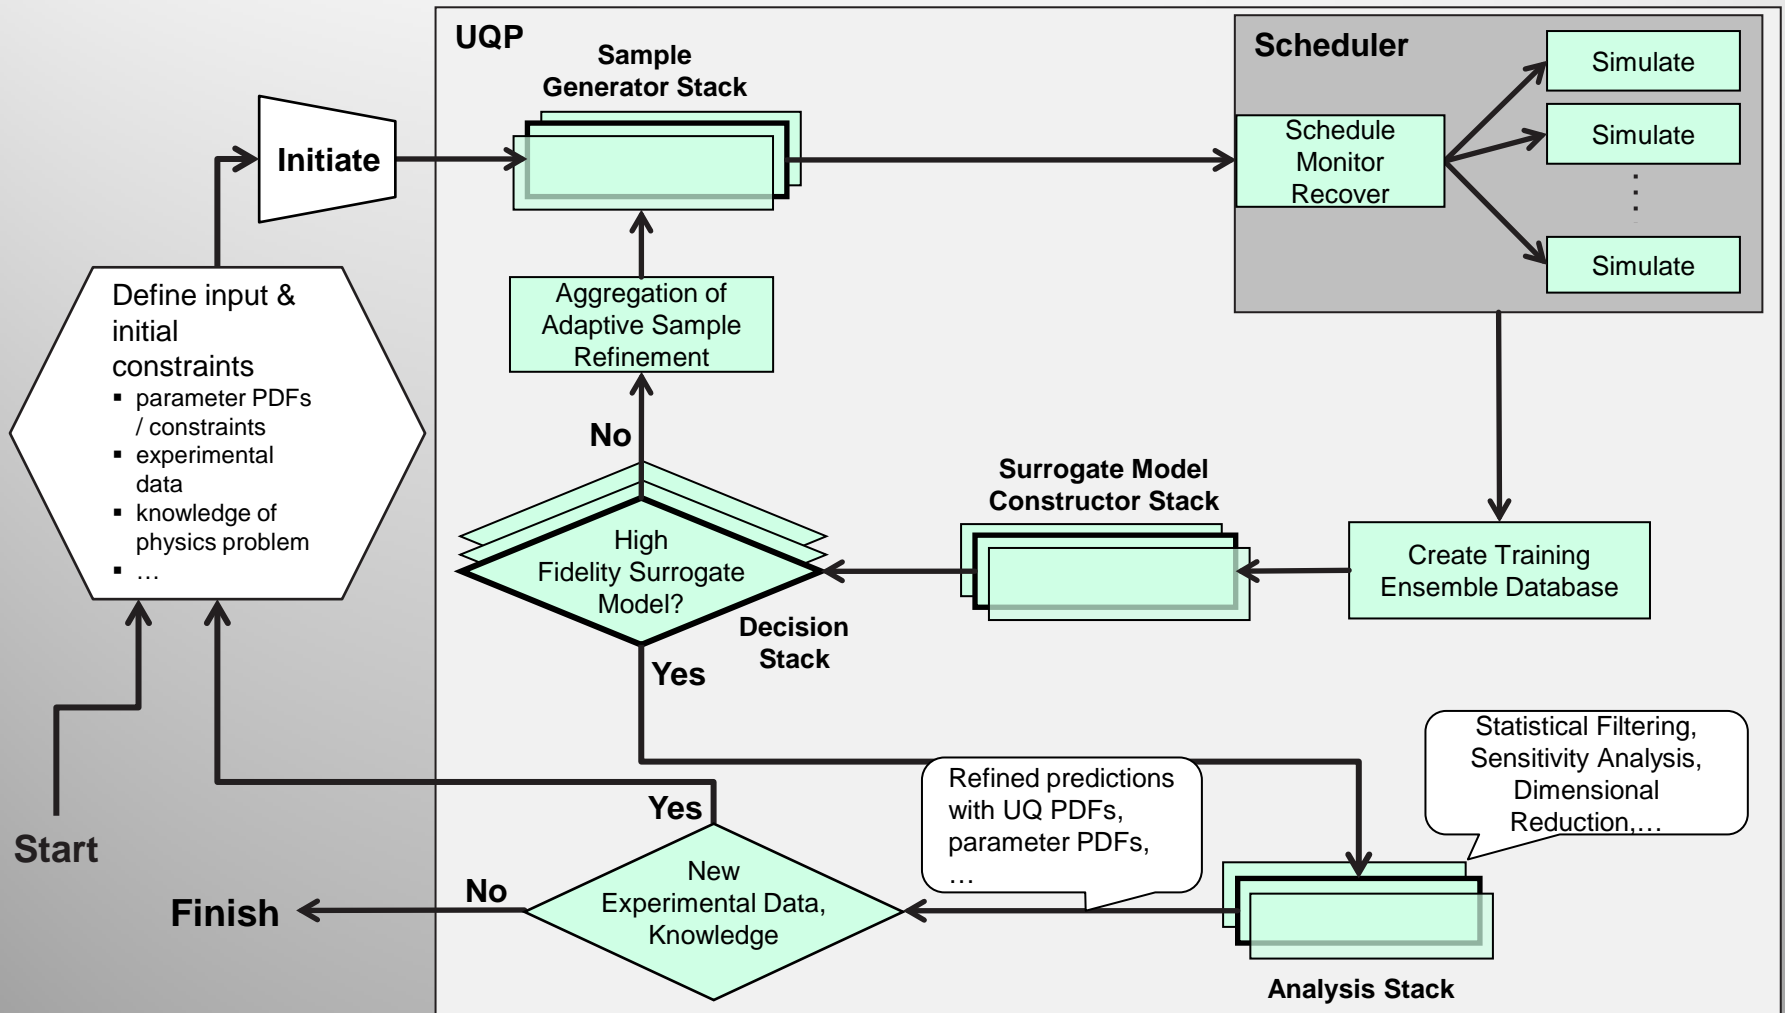 UQP
Sample
Generator Stack
Scheduler
Simulate
Simulate
Simulate
Schedule
Monitor
Recover
Initiate
Define input &
initial
constraints
▪ parameter PDFs
/ constraints
▪ experimental
data
▪ knowledge of
physics problem
▪ …
Aggregation of
Adaptive Sample
Refinement
No
High
Fidelity Surrogate
Model?
Decision
Stack
Yes
Surrogate Model
Constructor Stack
Create Training
Ensemble Database
Statistical Filtering,
Sensitivity Analysis,
Dimensional
Reduction,…
Refined predictions
with UQ PDFs,
parameter PDFs,
…
Yes
New
Experimental Data,
Knowledge
No
Start
Finish
Analysis Stack